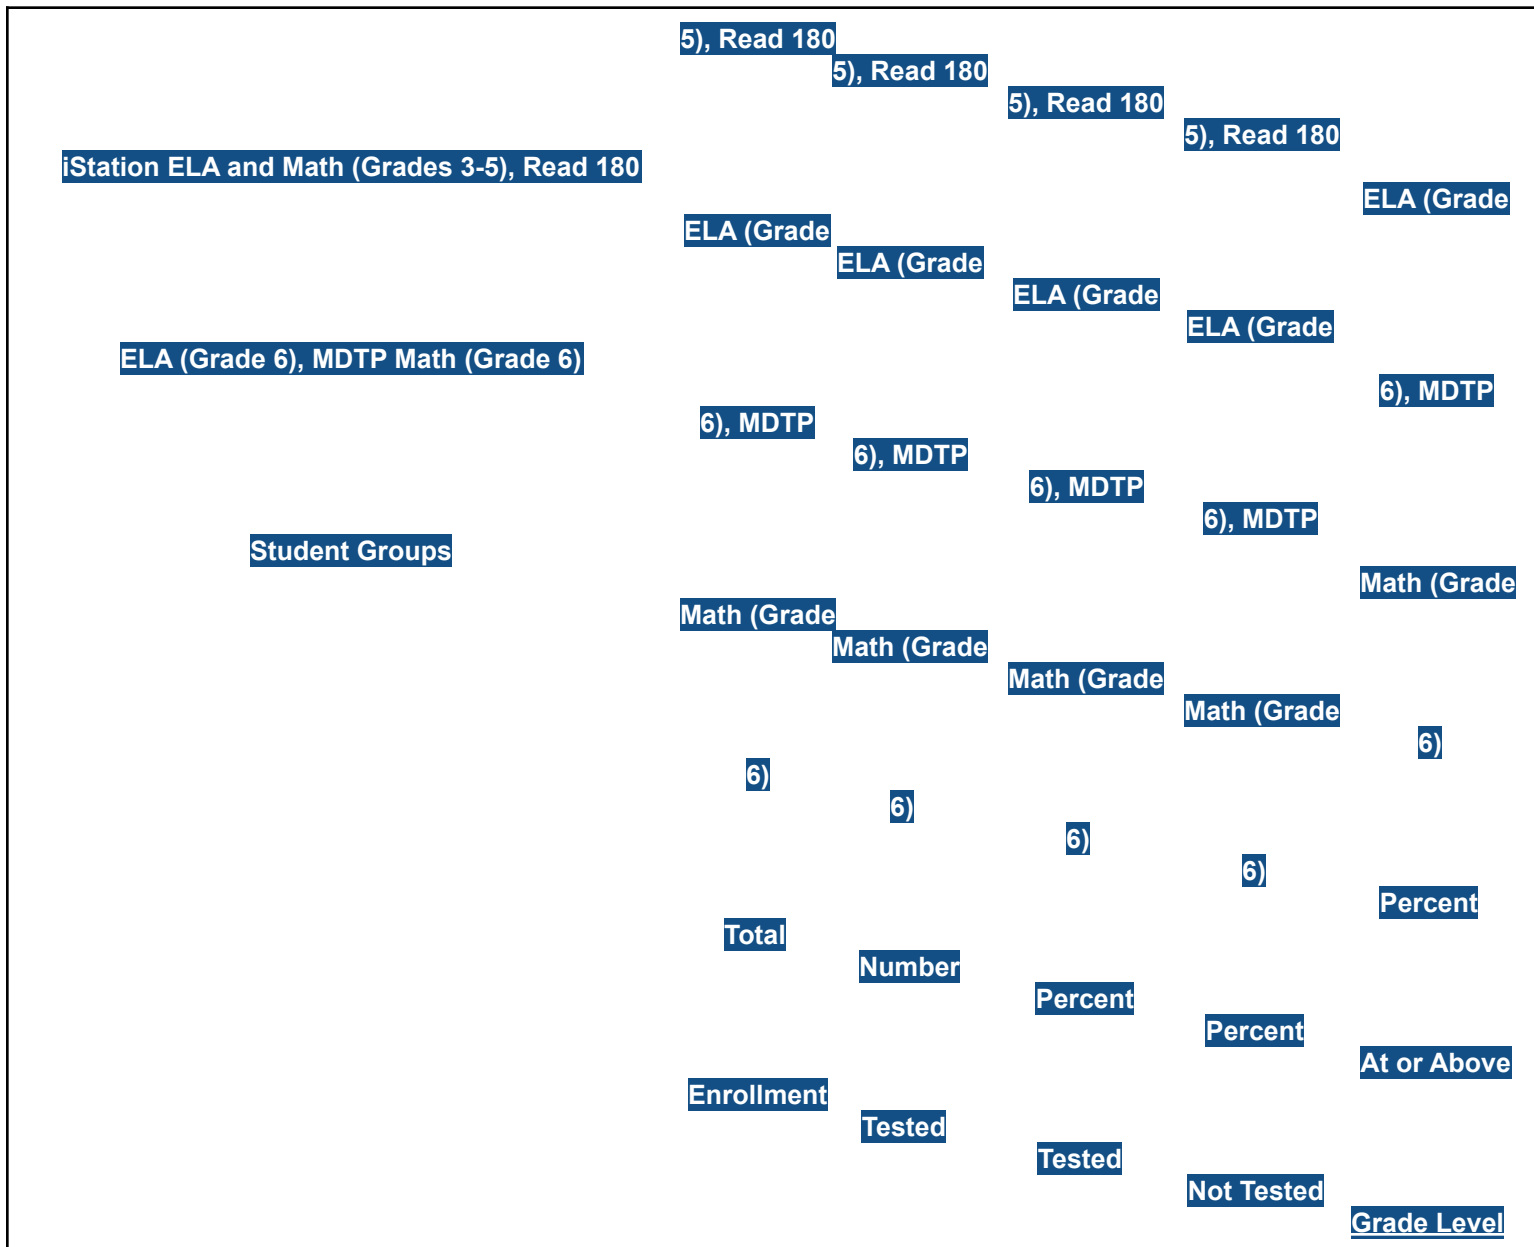 5), Read 180
5), Read 180
5), Read 180
5), Read 180
iStation ELA and Math (Grades 3-5), Read 180
ELA (Grade
ELA (Grade
ELA (Grade
ELA (Grade
ELA (Grade
ELA (Grade 6), MDTP Math (Grade 6)
6), MDTP
6), MDTP
6), MDTP
6), MDTP
6), MDTP
Student Groups
Math (Grade
Math (Grade
Math (Grade
Math (Grade
Math (Grade
6)
6)
6)
6)
6)
Percent
Total
Number
Percent
Percent
At or Above
Enrollment
Tested
Tested
Not Tested
Grade Level